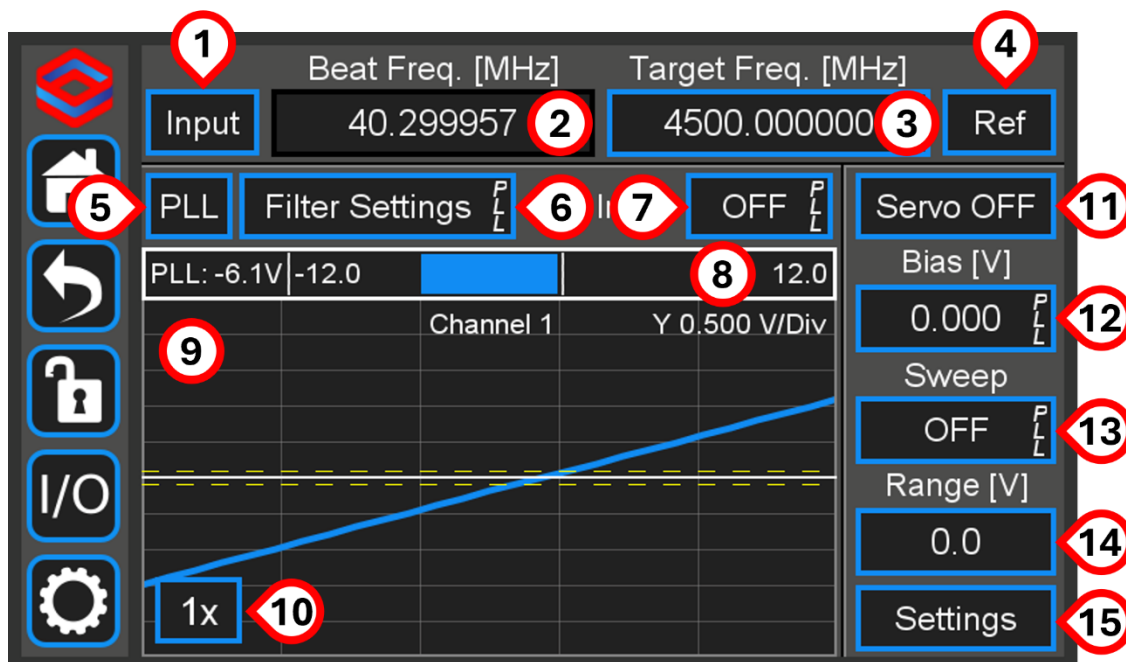 1
4
Beat Freq. [MHz]
Target Freq. [MHz]
Input
40.299957
2
4500.000000
3
Ref
5
PLL
Filter Settings PLL
6
7
OFF PLL
Servo OFF
11
PLL: -6.1V
-12.0
8
12.0
Bias [V]
0.000 PLL
12
9
Channel 1
Y 0.500 V/Div
Sweep
OFF PLL
13
I/O
Range [V]
0.0
14
1x
10
Settings
15